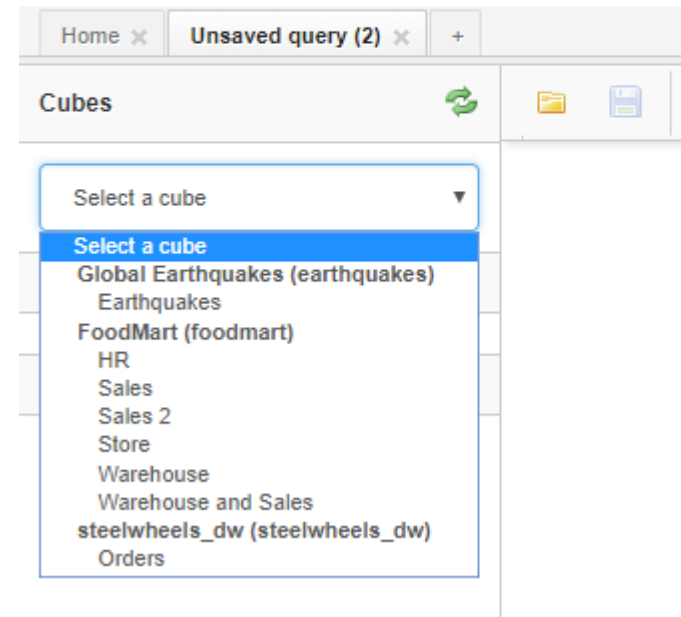 Home × Unsaved query (2) × +
Cubes
Select a cube ▼
Select a cube
Global Earthquakes (earthquakes)
Earthquakes
FoodMart (foodmart)
HR
Sales
Sales 2
Store
Warehouse
Warehouse and Sales
steelwheels_dw (steelwheels_dw)
Orders